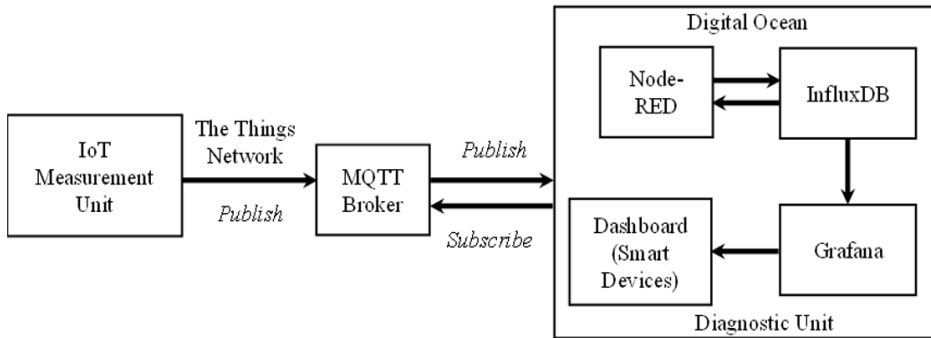 Digital Ocean
Node-
RED
InfluxDB
IoT
Measurement
Unit
The Things
Network
Publish
MQTT
Broker
Publish
Subscribe
Dashboard
(Smart
Devices)
Grafana
Diagnostic Unit